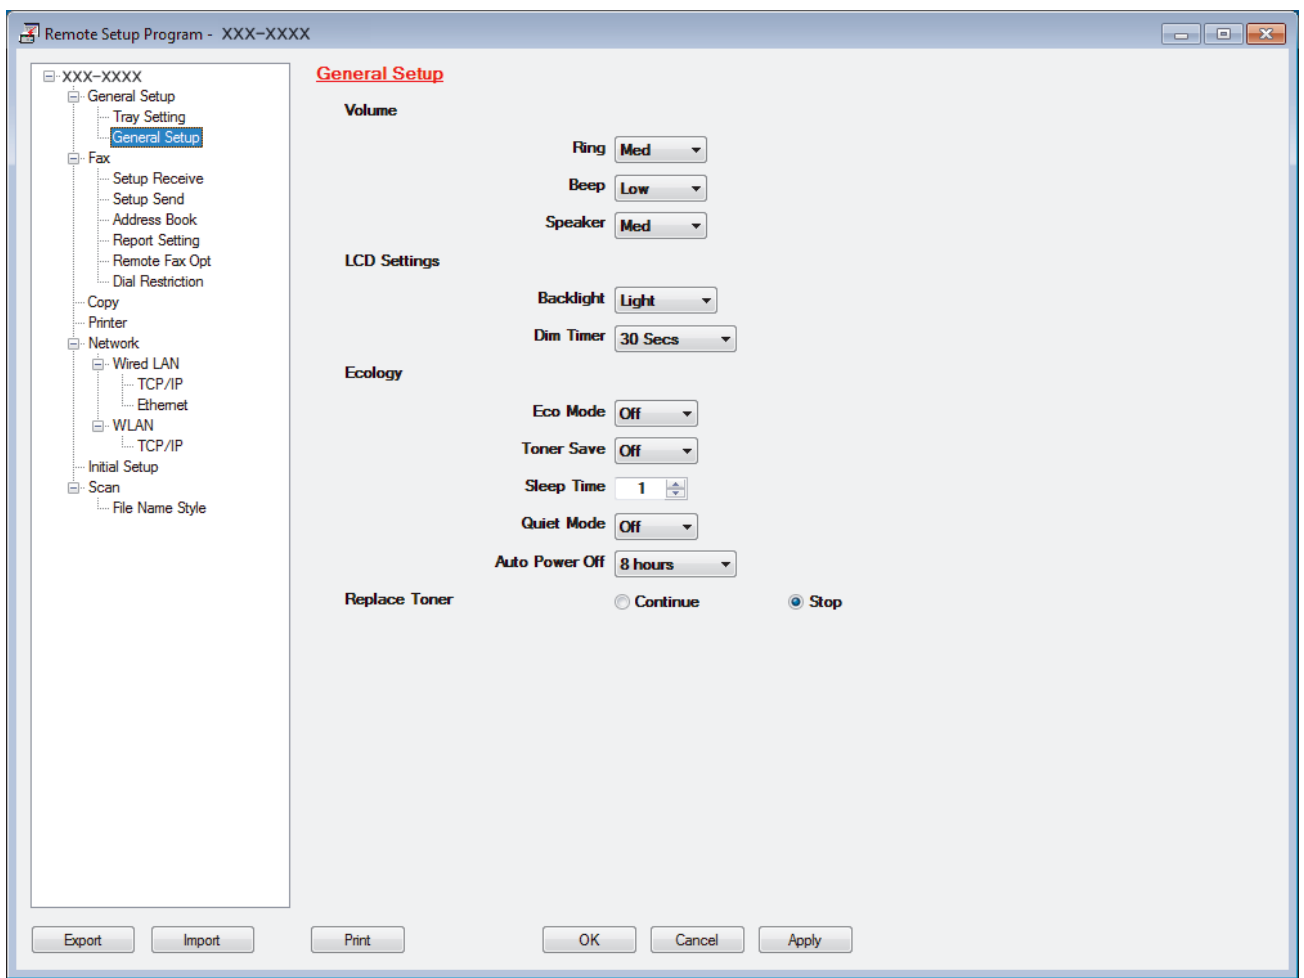 Remote Setup Program - XXX-XXXX
XXX-XXXX
General Setup
Tray Setting
General Setup
Fax
Setup Receive
Setup Send
Address Book
Report Setting
Remote Fax Opt
Dial Restriction
Copy
Printer
Network
Wired LAN
TCP/IP
Ethernet
WLAN
TCP/IP
Initial Setup
Scan
File Name Style
General Setup
Volume
Ring Med
Beep Low
Speaker Med
LCD Settings
Backlight Light
Dim Timer 30 Secs
Ecology
Eco Mode Off
Toner Save Off
Sleep Time 1
Quiet Mode Off
Auto Power Off 8 hours
Replace Toner Continue Stop
Export Import Print OK Cancel Apply